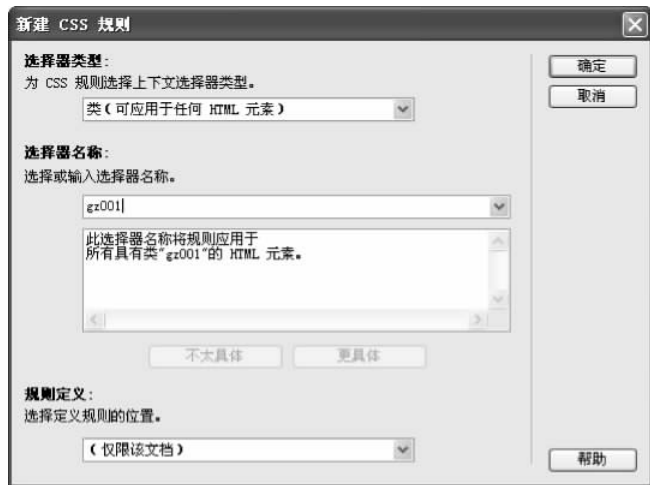 新建 CSS 规则
选择器类型:
为 CSS 规则选择上下文选择器类型。
类(可应用于任何 HTML 元素)
确定
取消
选择器名称:
选择或输入选择器名称。
gz001
此选择器名称将规则应用于
所有具有类"gz001"的 HTML 元素。
不太具体
更具体
规则定义:
选择定义规则的位置。
(仅限该文档)
帮助